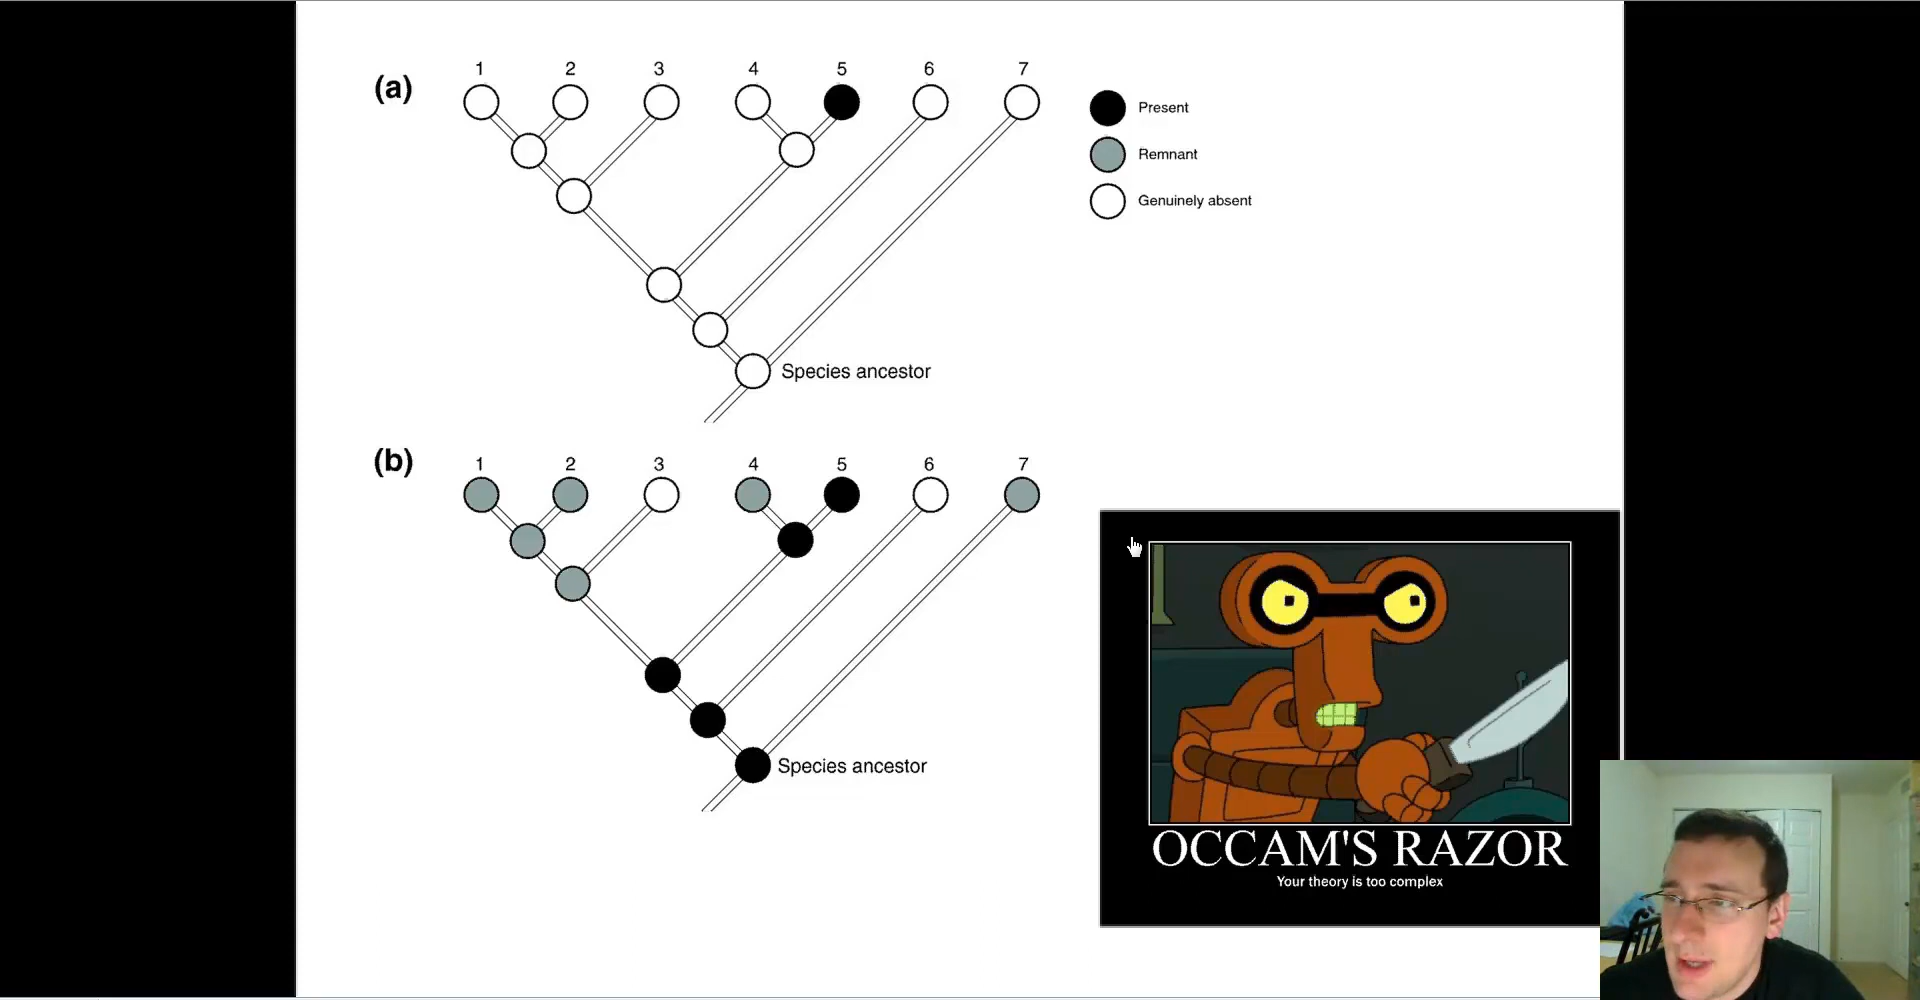 (a)
1 2 3 4 5 6 7
Present
Remnant
Genuinely absent
Species ancestor
(b)
1 2 3 4 5 6 7
Species ancestor
OCCAM'S RAZOR
Your theory is too complex